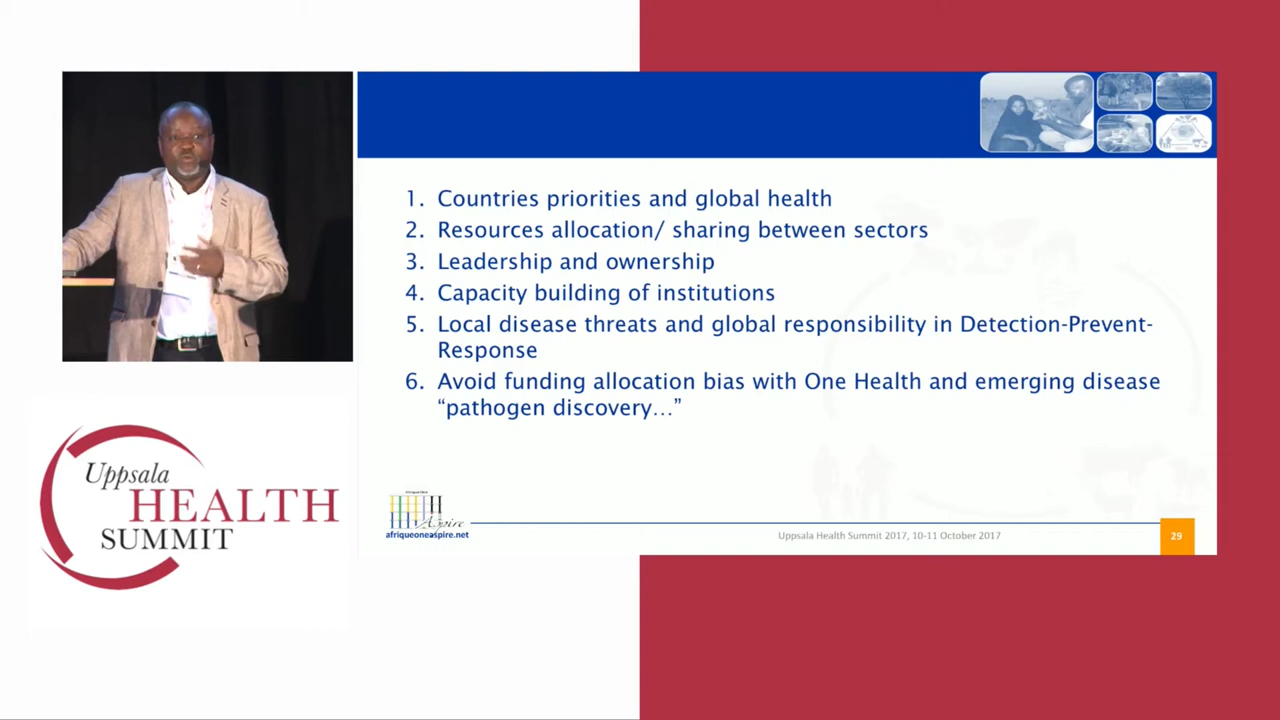 1. Countries priorities and global health
2. Resources allocation/ sharing between sectors
3. Leadership and ownership
4. Capacity building of institutions
5. Local disease threats and global responsibility in Detection-Prevent-
Response
6. Avoid funding allocation bias with One Health and emerging disease
“pathogen discovery...”
Aspire
afriqueoneaspire.net
Uppsala Health Summit 2017, 10-11 October 2017
29
Uppsala
HEALTH
SUMMIT